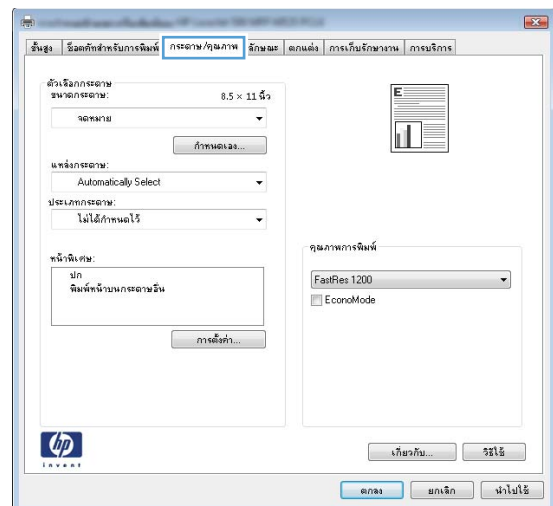 ขั้นสูง ช็อตคัทสำหรับการพิมพ์ กระดาษ/คุณภาพ ลักษณะ ตกแต่ง การเก็บรักษางาน การบริการ
ตัวเลือกกระดาษ
ขนาดกระดาษ: 8.5 × 11 นิ้ว
จดหมาย
กำหนดเอง...
แหล่งกระดาษ:
Automatically Select
ประเภทกระดาษ:
ไม่ได้กำหนดไว้
หน้าพิเศษ:
ปก
พิมพ์หน้าบนกระดาษอื่น
การตั้งค่า...
E
คุณภาพการพิมพ์
FastRes 1200
EconoMode
hp
invent
เกี่ยวกับ... วิธีใช้
ตกลง ยกเลิก นำไปใช้